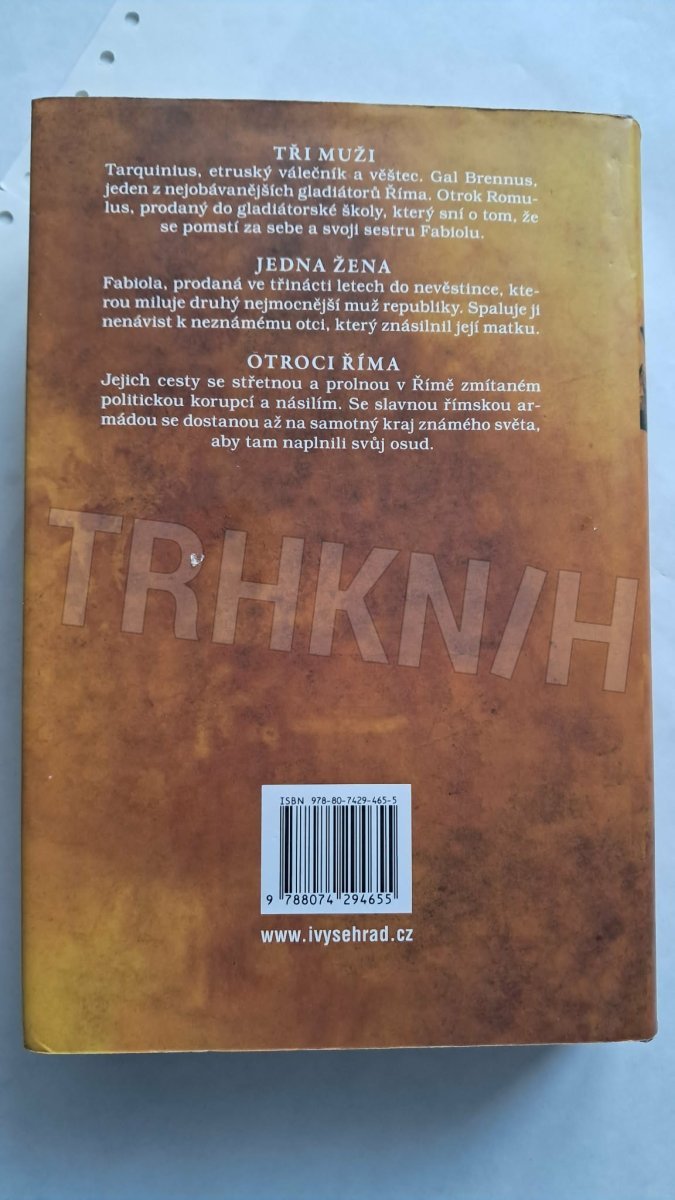 TŘI MUŽI
Tarquinius, etruský válečník a věštec. Gal Brennus,
jeden z nejobávanějších gladiátorů Říma. Otrok Romu-
lus, prodaný do gladiátorské školy, který sní o tom, že
se pomstí za sebe a svoji sestru Fabiolu.
JEDNA ŽENA
Fabiola, prodaná ve třinácti letech do nevěstince, kte-
rou miluje druhý nejmocnější muž republiky. Spaluje ji
nenávist k neznámému otci, který znásilnil její matku.
OTROCI ŘÍMA
Jejich cesty se střetnou a prolnou v Římě zmítaném
politickou korupcí a násilím. Se slavnou římskou ar-
mádou se dostanou až na samotný kraj známého světa,
aby tam naplnili svůj osud.
TRHKN/H
ISBN 978-80-7429-465-5
9 788074 294655
www.ivysehrad.cz